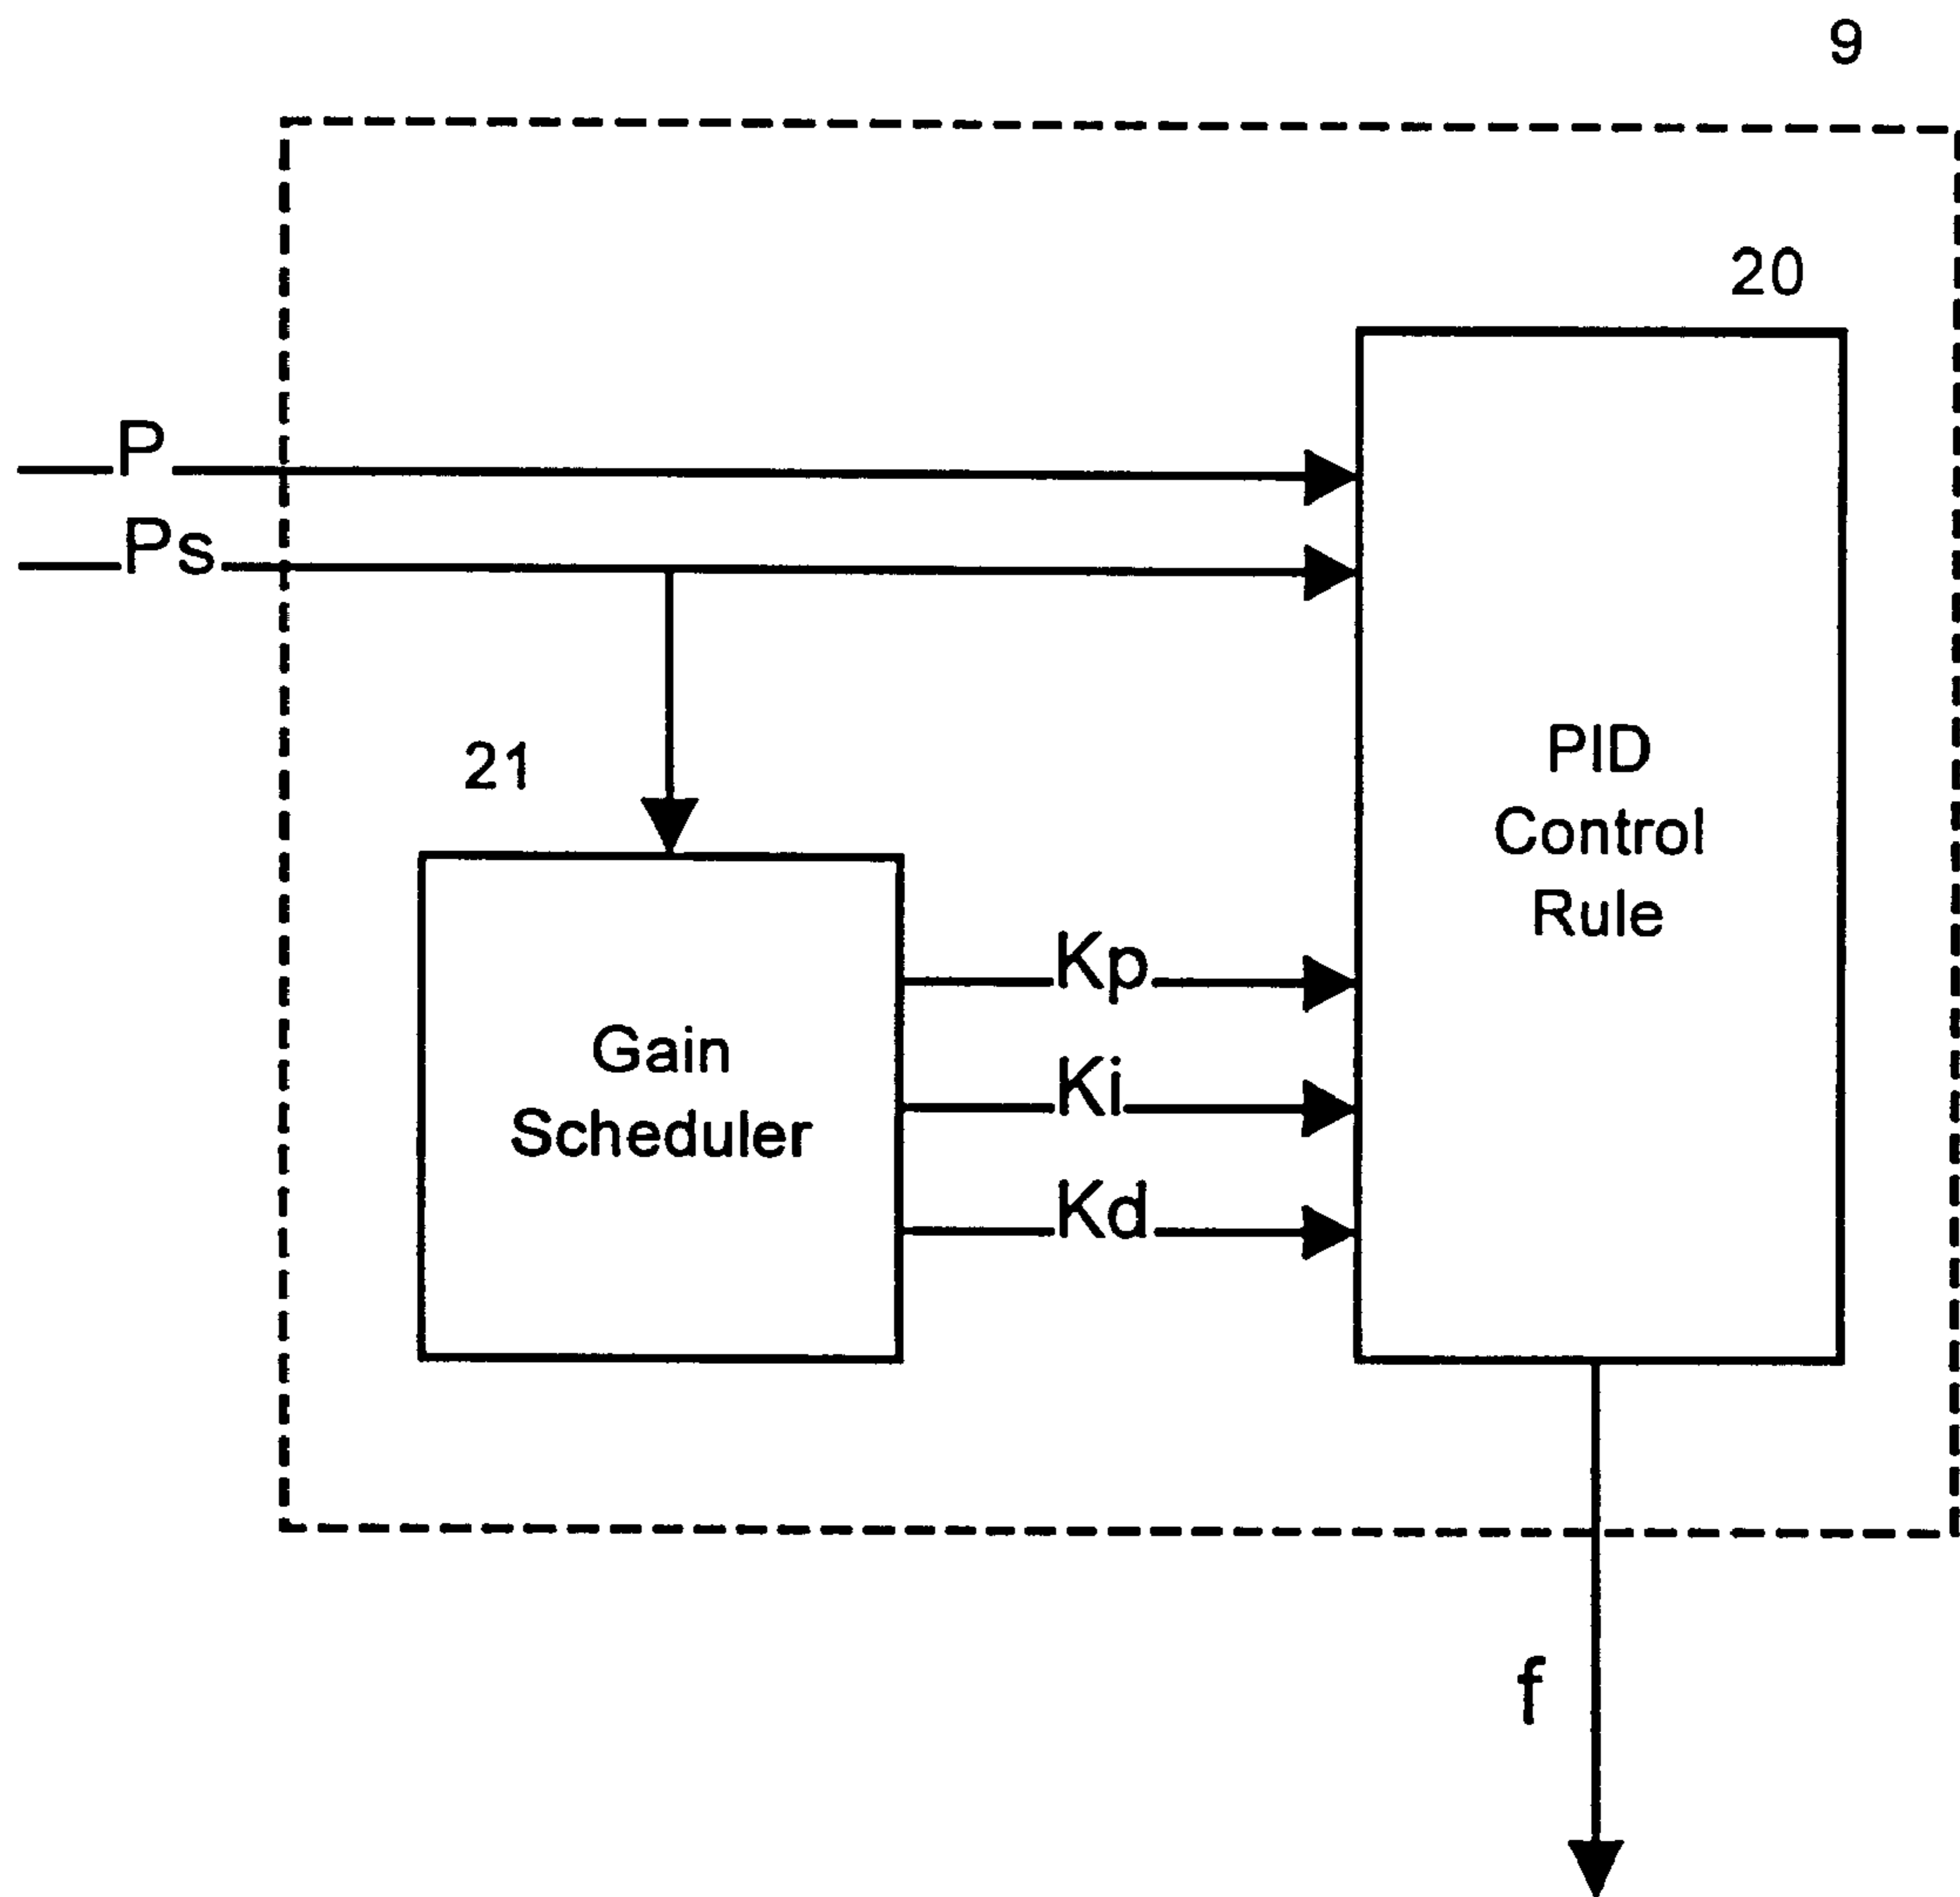 9
20
P
Ps
21
PID
Control
Rule
Kp
Ki
Kd
Gain
Scheduler
f